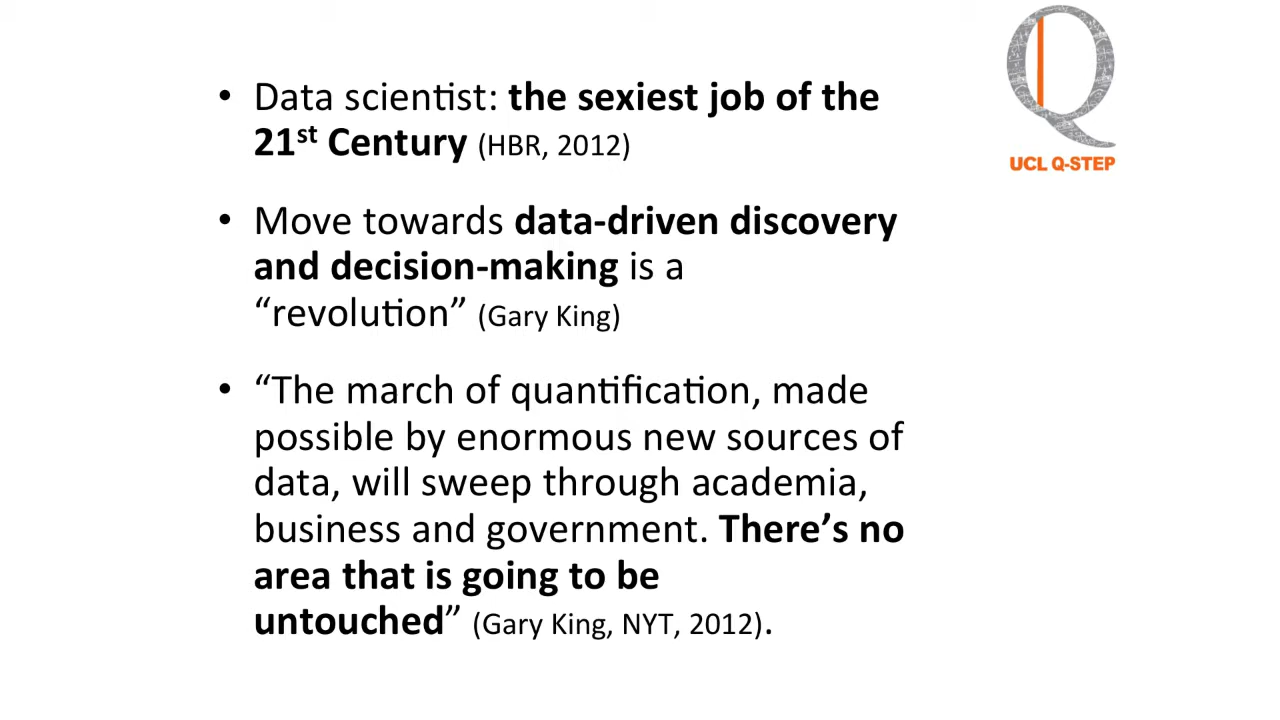 • Data scientist: the sexiest job of the
21st Century (HBR, 2012)
• Move towards data-driven discovery
and decision-making is a
“revolution” (Gary King)
• “The march of quantification, made
possible by enormous new sources of
data, will sweep through academia,
business and government. There’s no
area that is going to be
untouched” (Gary King, NYT, 2012).
Q
UCL Q-STEP